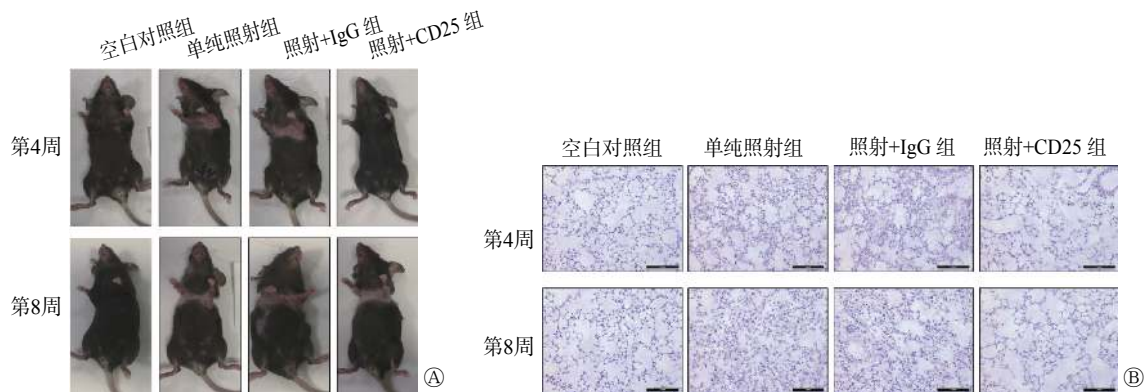 空白对照组
单纯照射组
照射+IgG 组
照射+CD25 组
第4周
第8周
Ⓐ
空白对照组
单纯照射组
照射+IgG 组
照射+CD25 组
第4周
第8周
Ⓑ